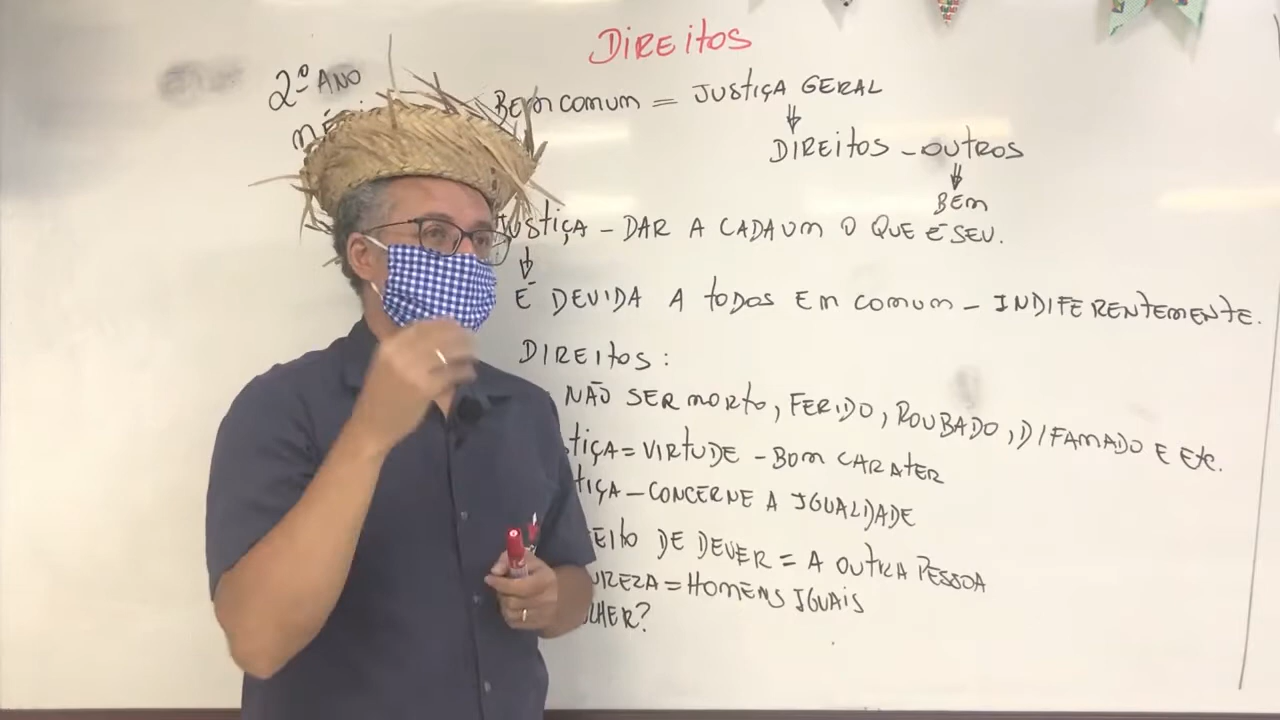 DIREITOS
2º ANO
BEM COMUM = JUSTIÇA GERAL
DIREITOS - OUTROS
BEM
JUSTIÇA - DAR A CADA UM O QUE É SEU.
É DEVIDA A TODOS EM COMUM - INDIFERENTEMENTE.
DIREITOS:
NÃO SER MORTO, FERIDO, ROUBADO, DIFAMADO E ETC.
TIÇA = VIRTUDE - BOM CARATER
TIÇA - CONCERNE A IGUALDADE
EITO DE DEVER = A OUTRA PESSOA
UREZA = HOMENS IGUAIS
LHER?